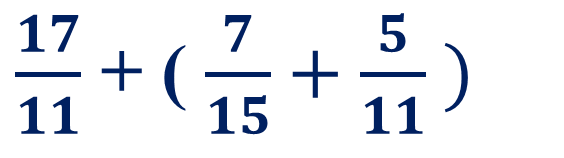 17/11 + ( 7/15 + 5/11 )